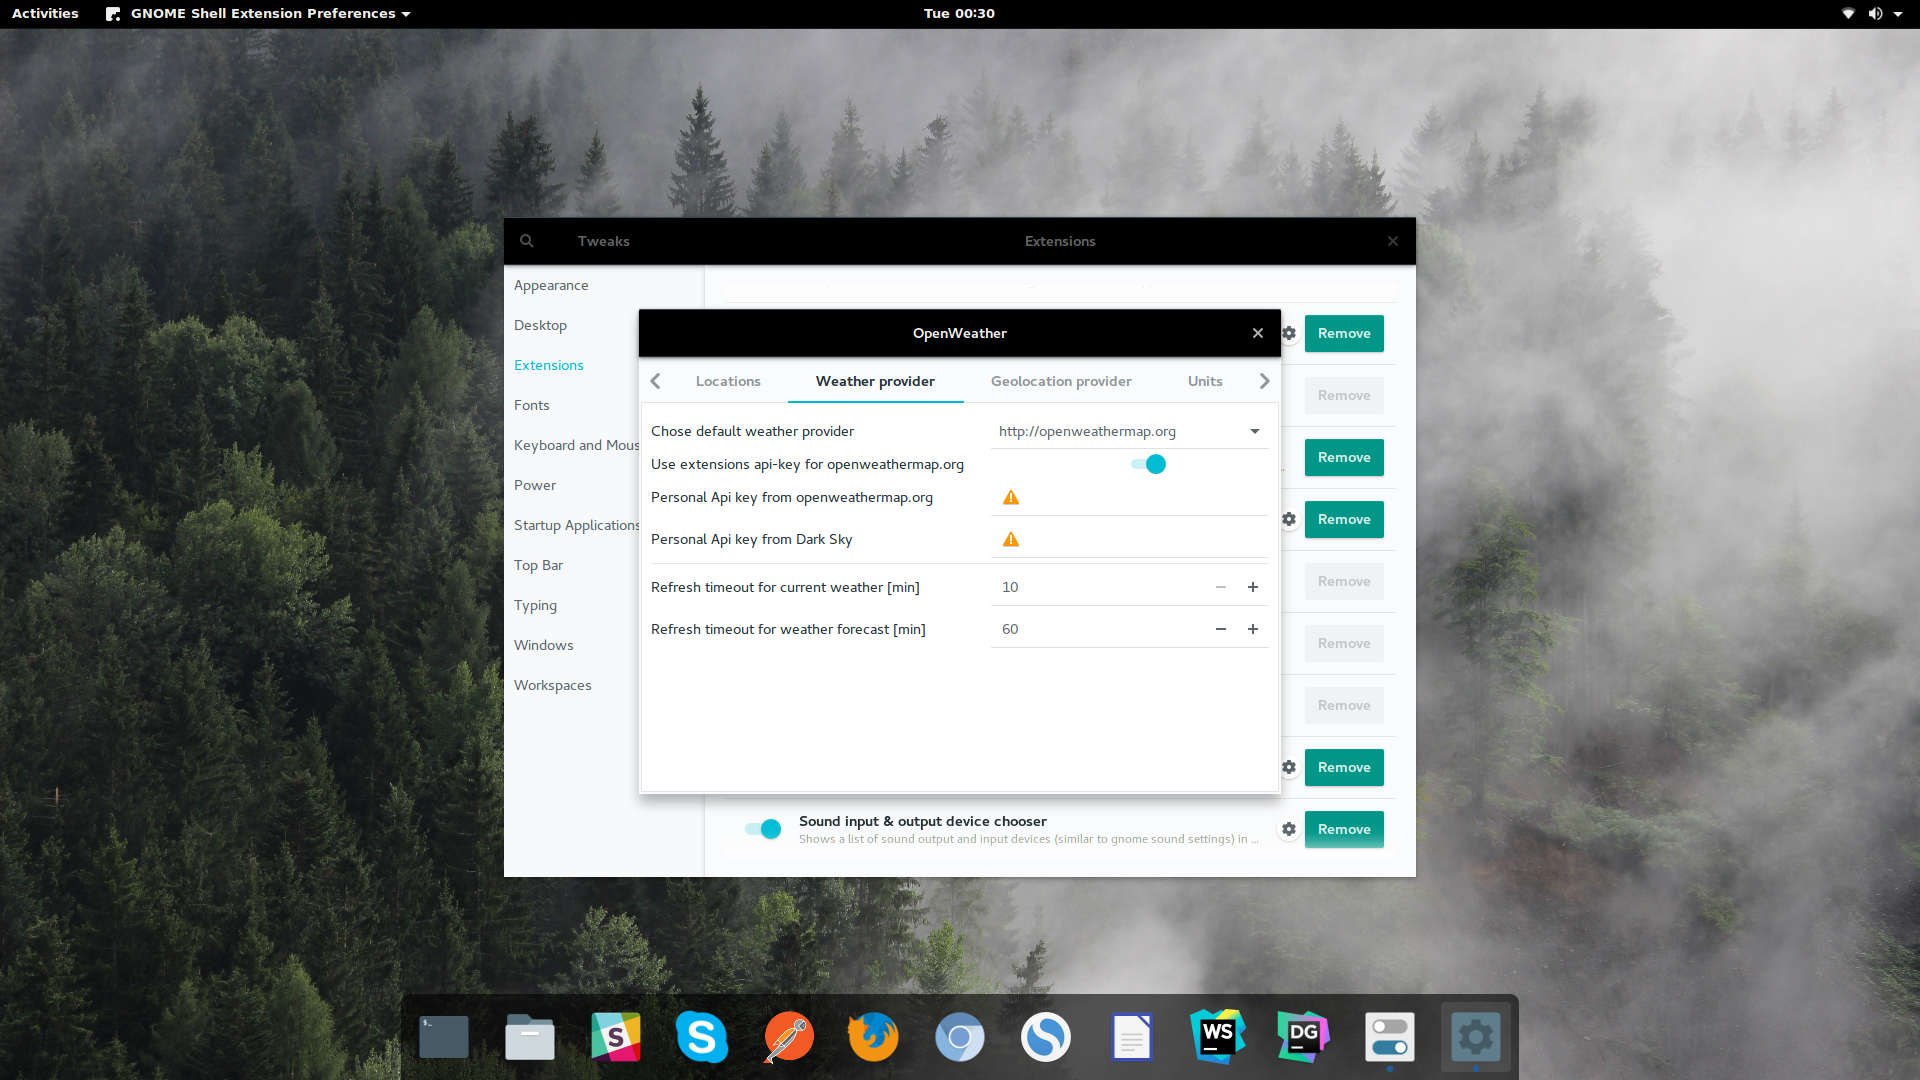 Activities GNOME Shell Extension Preferences Tue 00:30
Tweaks Extensions
Appearance
Desktop
Extensions
Fonts
Keyboard and Mous
Power
Startup Applications
Top Bar
Typing
Windows
Workspaces
OpenWeather
Locations Weather provider Geolocation provider Units
Chose default weather provider http://openweathermap.org
Use extensions api-key for openweathermap.org
Personal Api key from openweathermap.org
Personal Api key from Dark Sky
Refresh timeout for current weather [min] 10 − +
Refresh timeout for weather forecast [min] 60 − +
Remove
Remove
Remove
Remove
Remove
Remove
Remove
Remove
Sound input & output device chooser
Shows a list of sound output and input devices (similar to gnome sound settings) in ...
Remove
$_
S
S
WS
DG